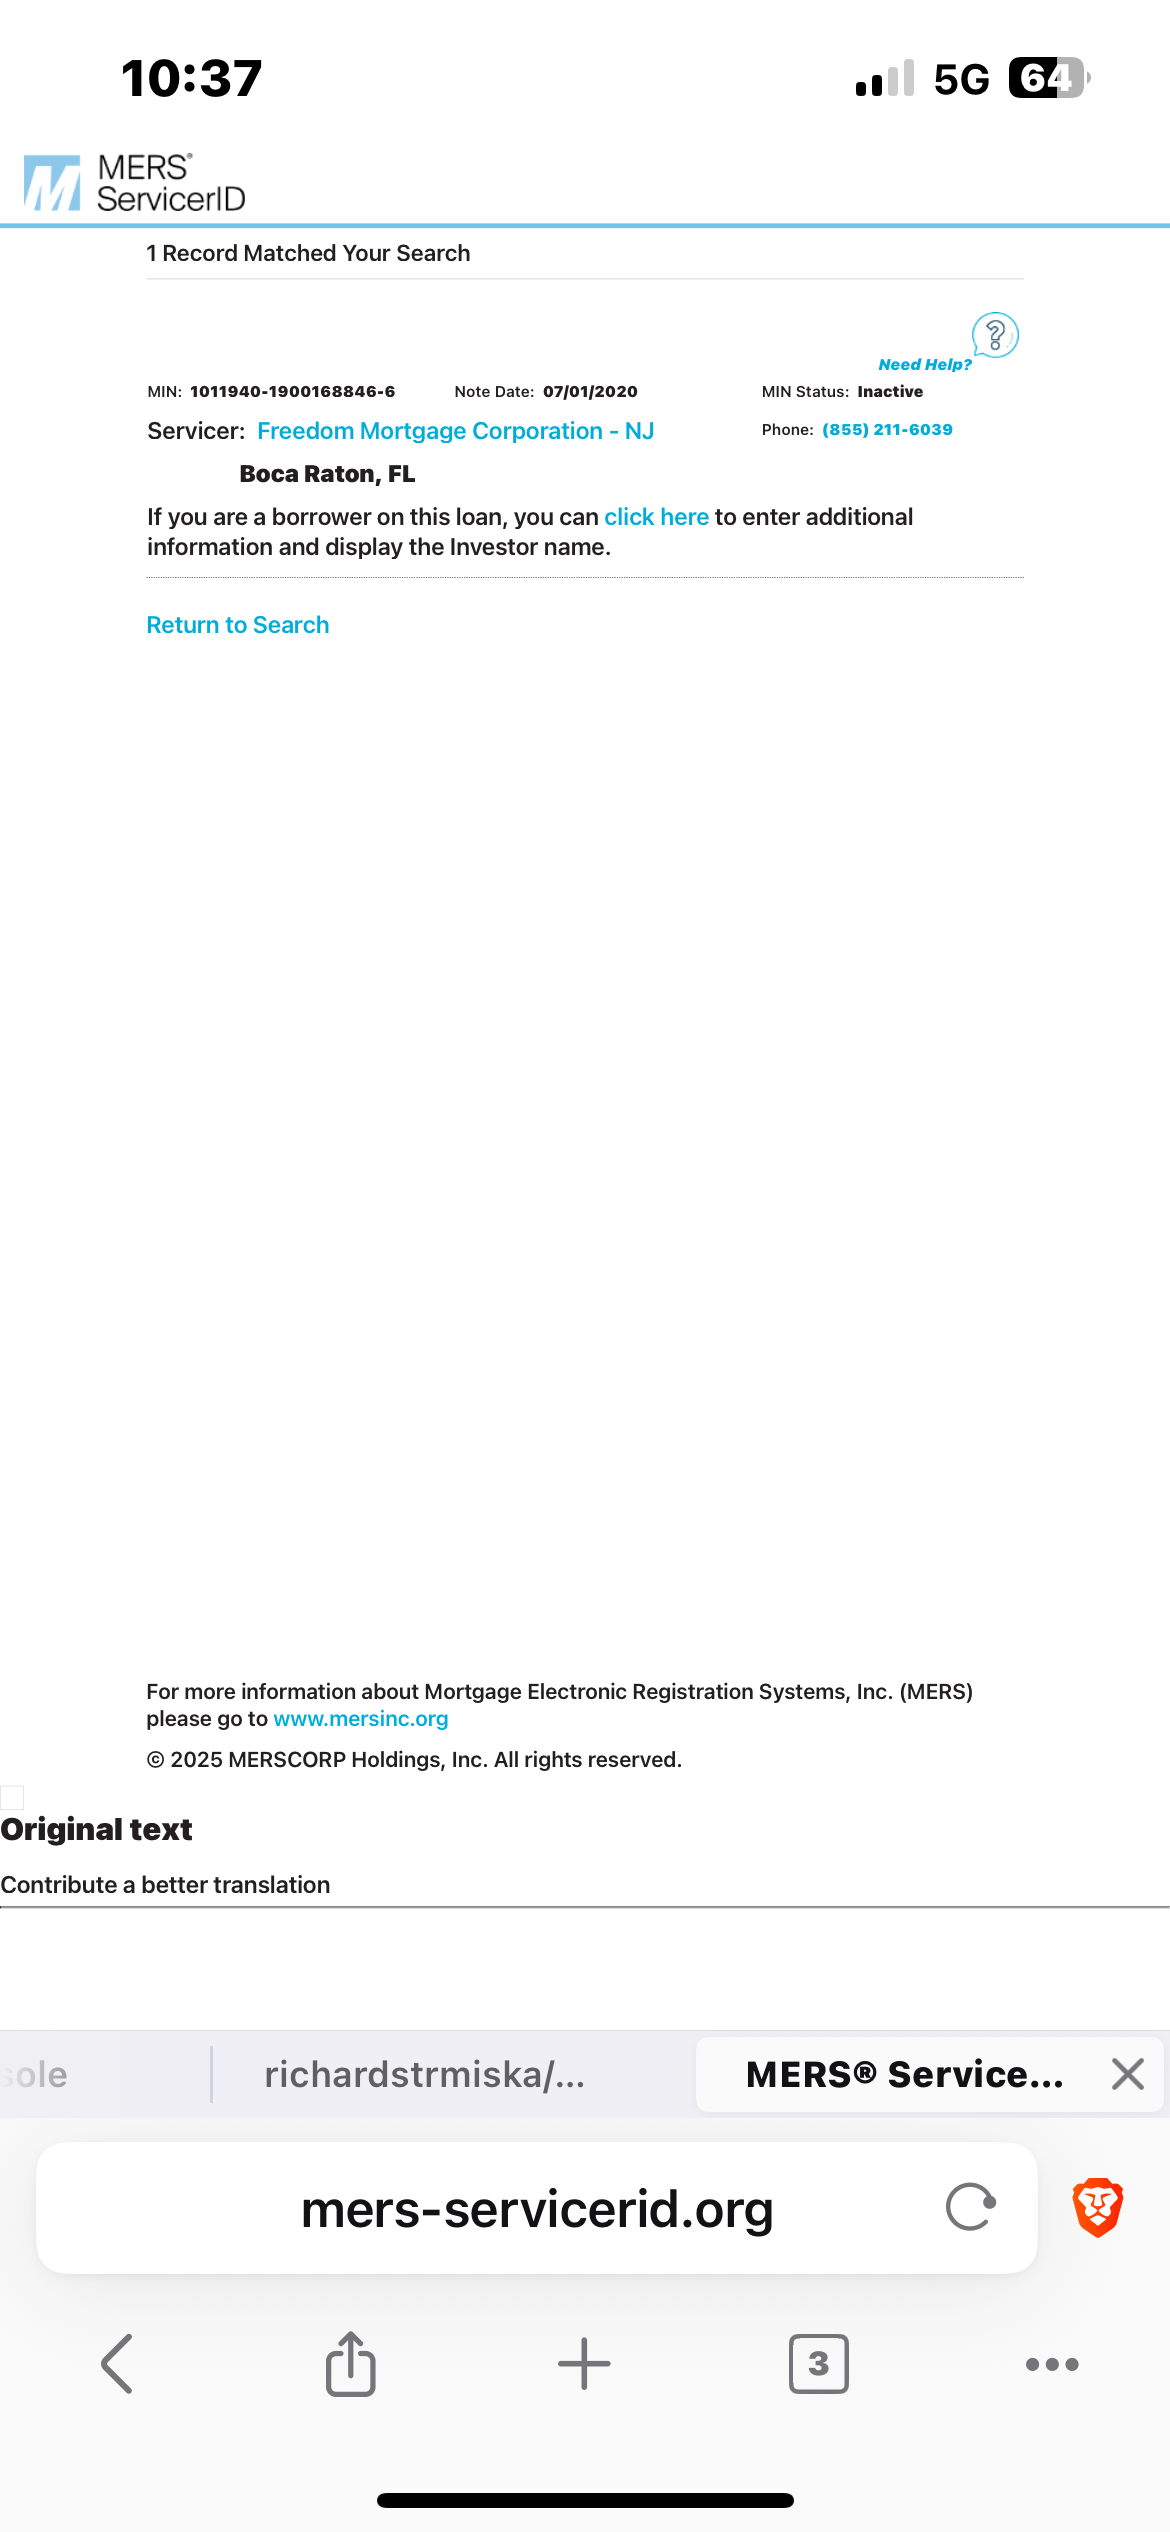 10:37
5G 64
MERS®
ServicerID
1 Record Matched Your Search
Need Help?
MIN: 1011940-1900168846-6 Note Date: 07/01/2020 MIN Status: Inactive
Servicer: Freedom Mortgage Corporation - NJ Phone: (855) 211-6039
Boca Raton, FL
If you are a borrower on this loan, you can click here to enter additional
information and display the Investor name.
Return to Search
For more information about Mortgage Electronic Registration Systems, Inc. (MERS)
please go to www.mersinc.org
© 2025 MERSCORP Holdings, Inc. All rights reserved.
Original text
Contribute a better translation
sole richardstrmiska/... MERS® Service...
mers-servicerid.org
3